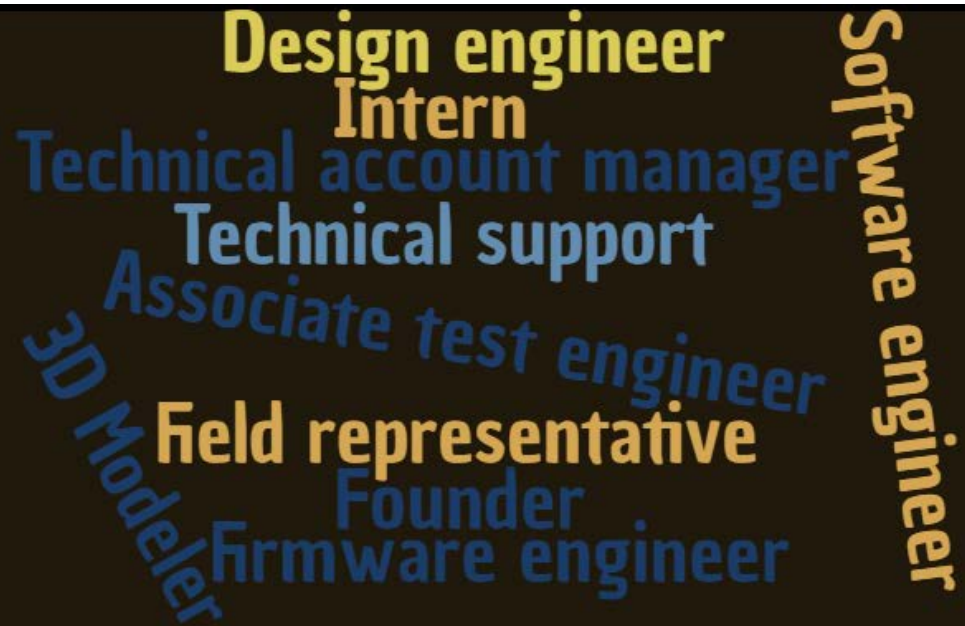 Design engineer
Intern
Technical account manager
Technical support
Associate test engineer
3D Modeler
Field representative
Founder
Firmware engineer
Software engineer